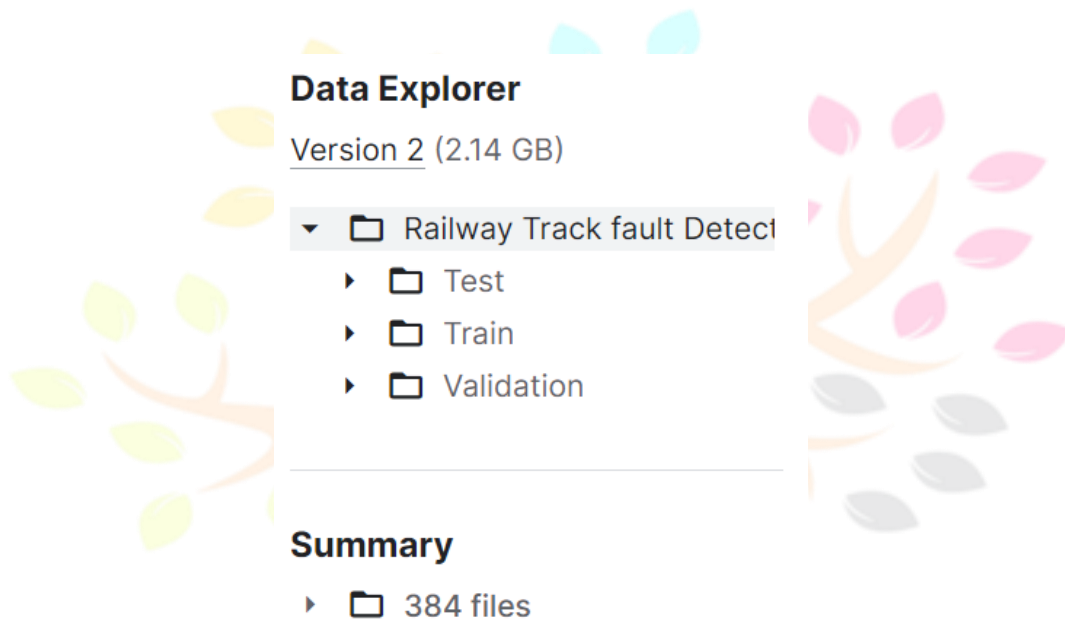 Data Explorer
Version 2 (2.14 GB)
Railway Track fault Detect
Test
Train
Validation
Summary
384 files